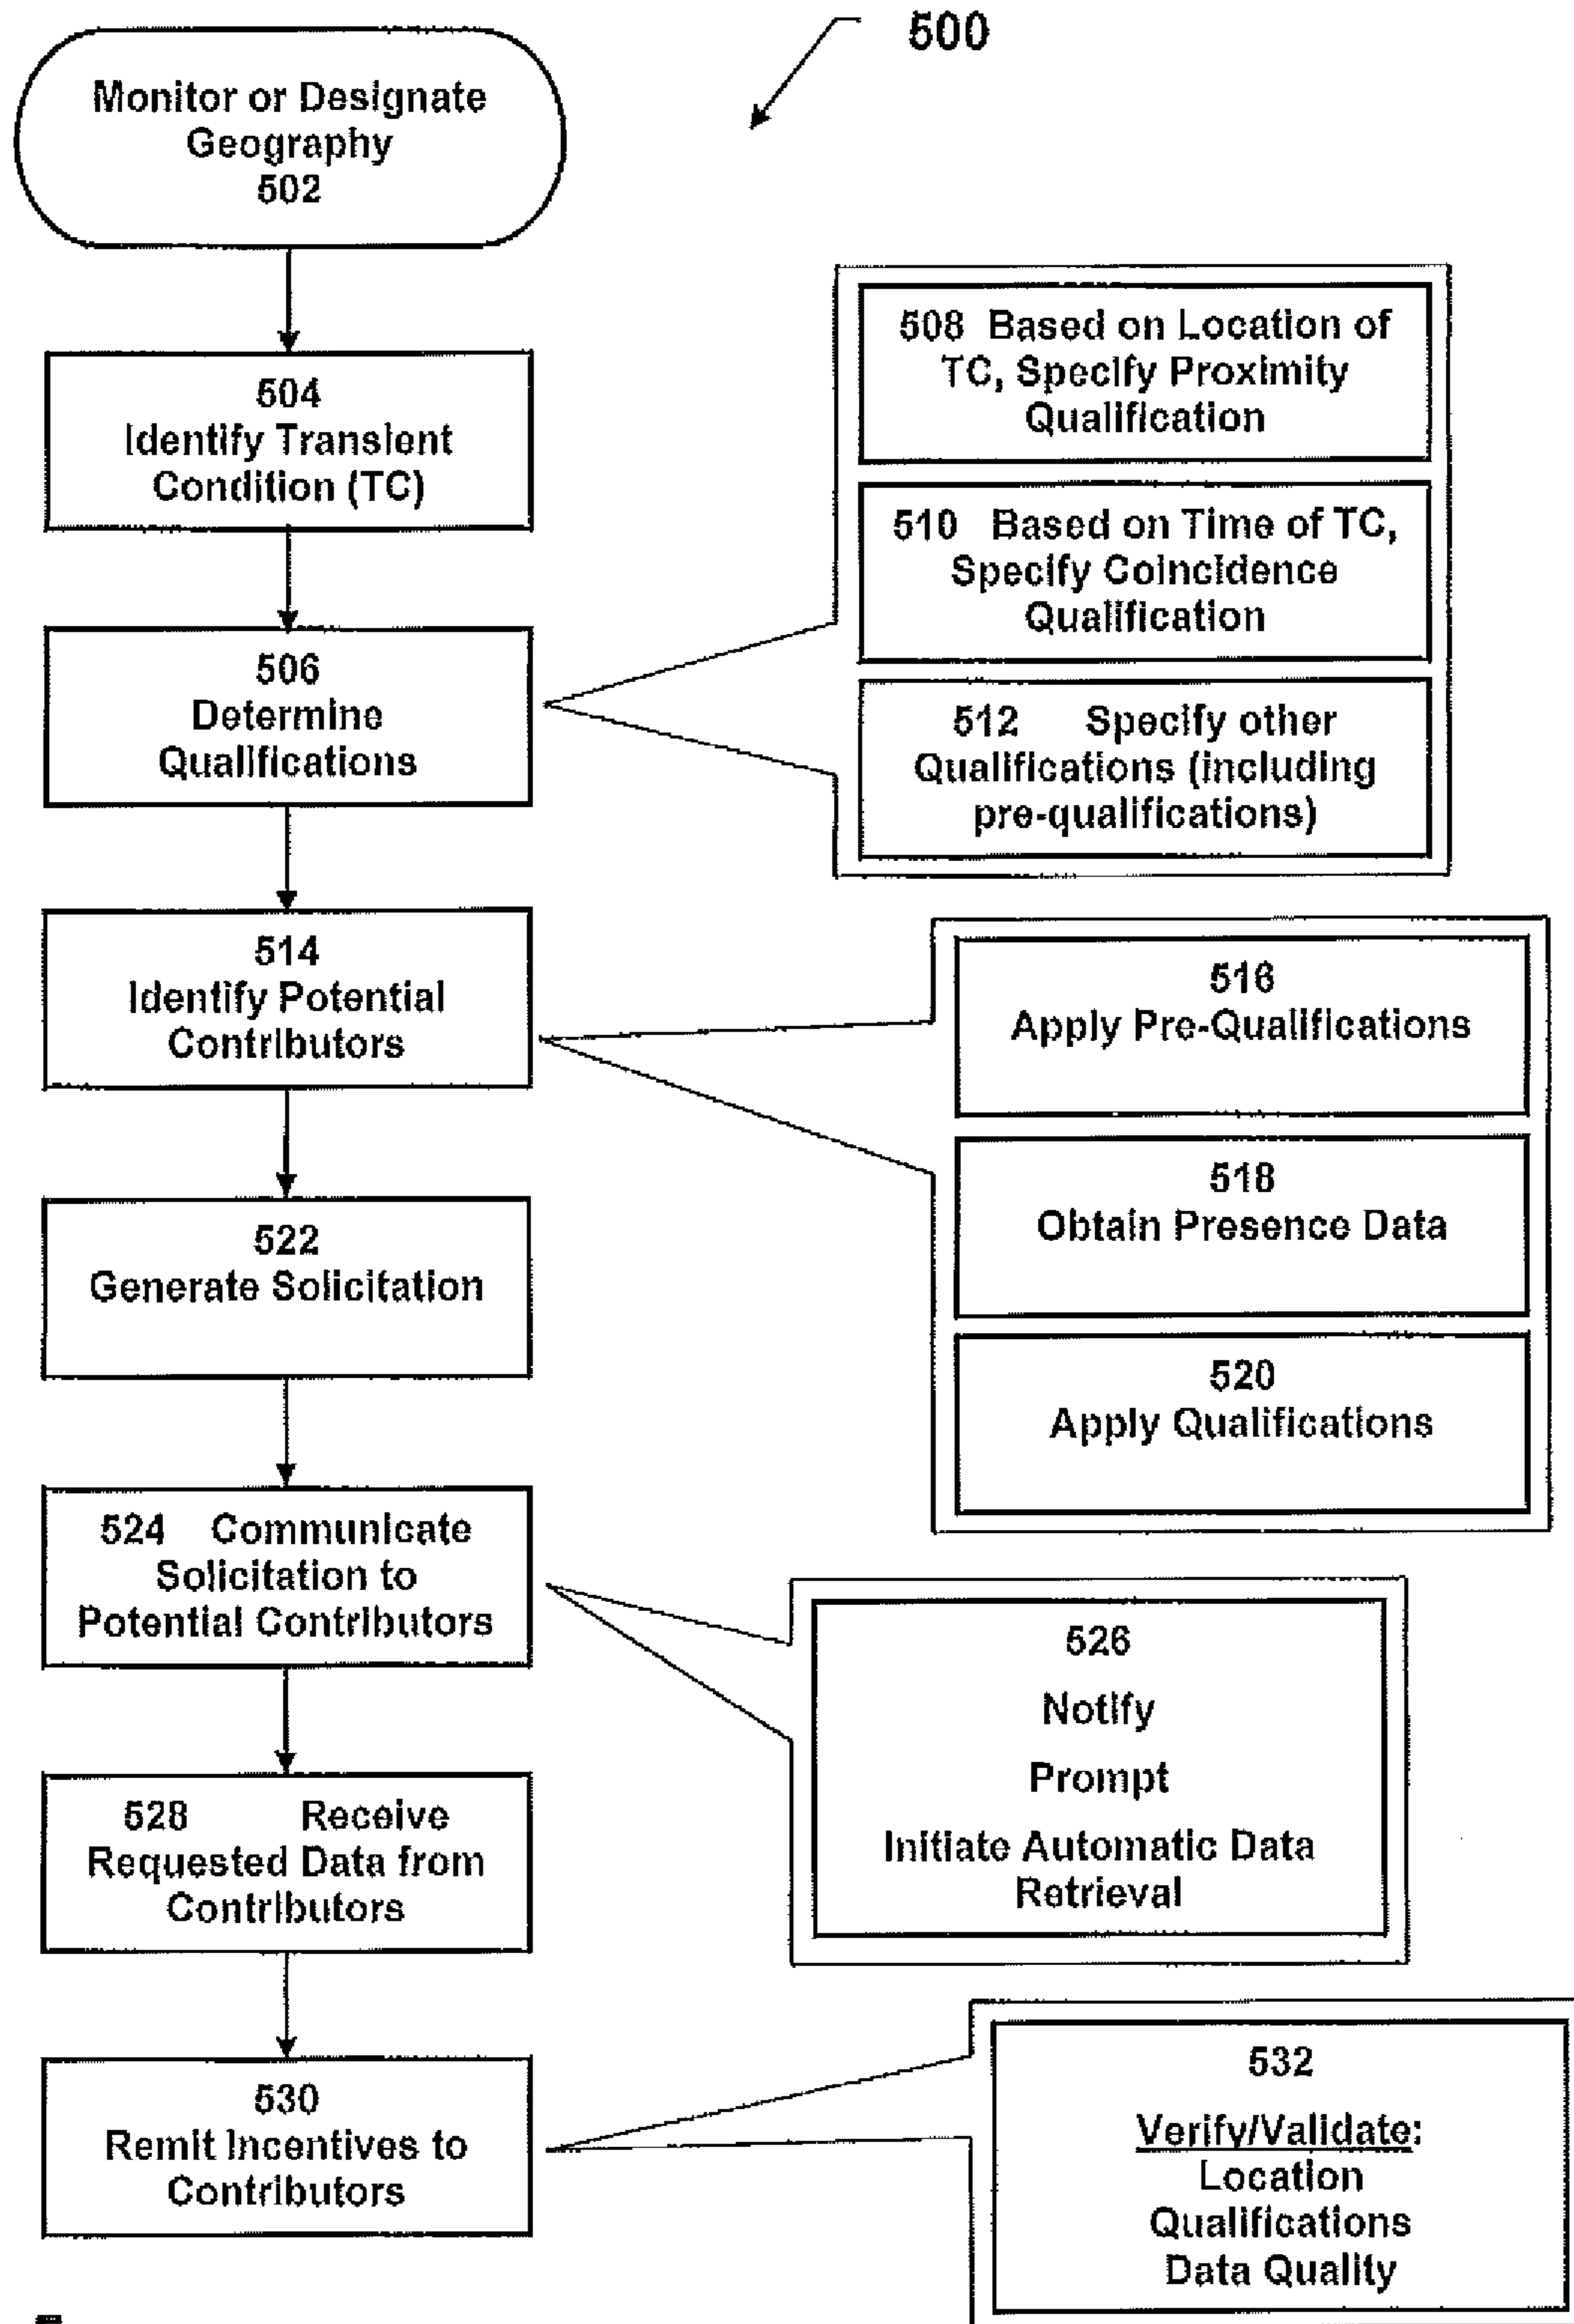 500
Monitor or Designate
Geography
502
504
Identify Transient
Condition (TC)
506
Determine
Qualifications
508 Based on Location of
TC, Specify Proximity
Qualification
510 Based on Time of TC,
Specify Coincidence
Qualification
512 Specify other
Qualifications (including
pre-qualifications)
514
Identify Potential
Contributors
516
Apply Pre-Qualifications
518
Obtain Presence Data
520
Apply Qualifications
522
Generate Solicitation
524 Communicate
Solicitation to
Potential Contributors
526
Notify
Prompt
Initiate Automatic Data
Retrieval
528 Receive
Requested Data from
Contributors
530
Remit Incentives to
Contributors
532
Verify/Validate:
Location
Qualifications
Data Quality